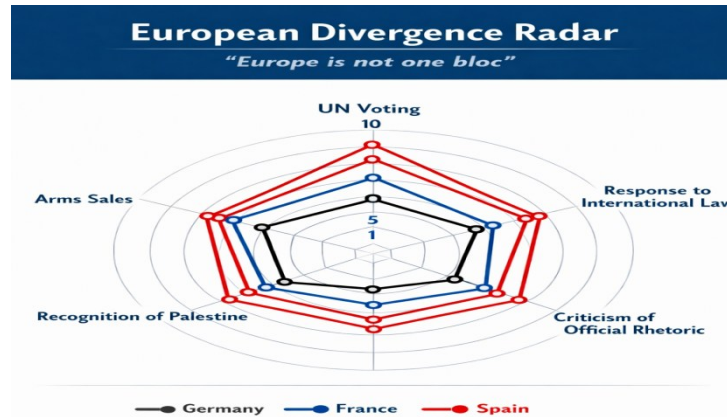 European Divergence Radar
"Europe is not one bloc"
UN Voting
10
Arms Sales
Response to
International Law
5
1
Recognition of Palestine
Criticism of
Official Rhetoric
Germany
France
Spain